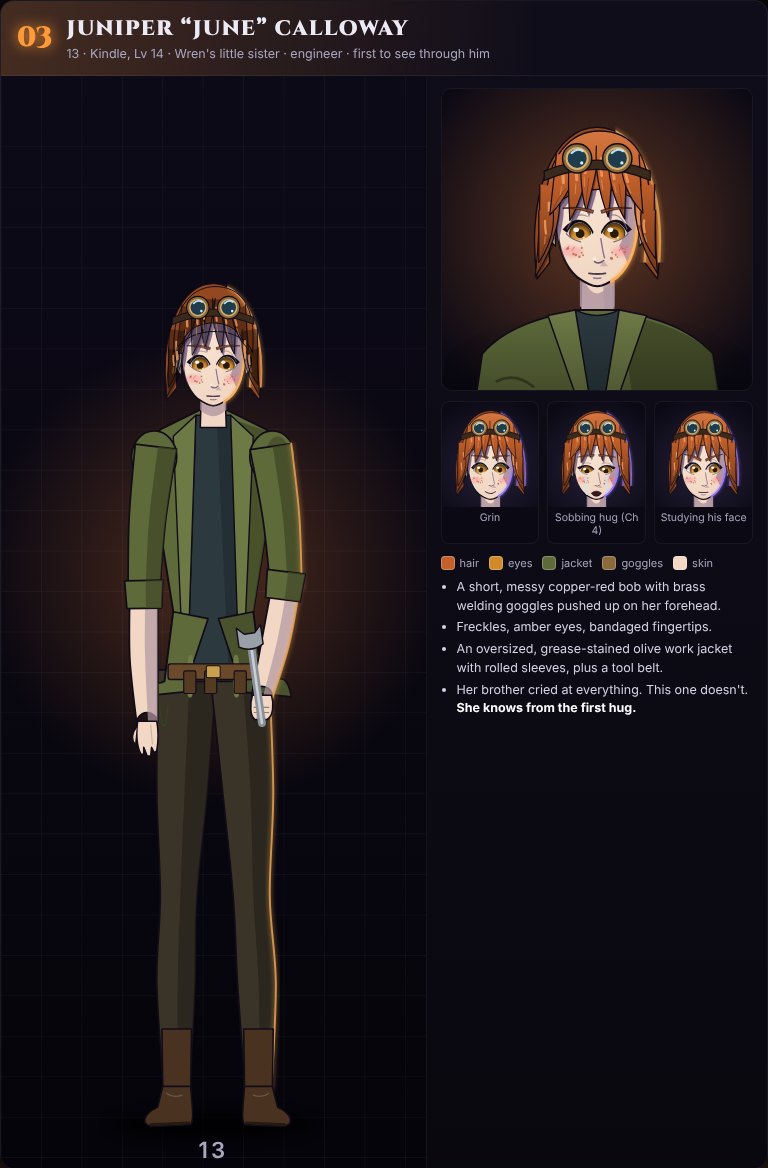 03
JUNIPER “JUNE” CALLOWAY
13 · Kindle, Lv 14 · Wren's little sister · engineer · first to see through him
Grin
Sobbing hug (Ch
4)
Studying his face
hair eyes jacket goggles skin
• A short, messy copper-red bob with brass
welding goggles pushed up on her forehead.
• Freckles, amber eyes, bandaged fingertips.
• An oversized, grease-stained olive work jacket
with rolled sleeves, plus a tool belt.
• Her brother cried at everything. This one doesn't.
She knows from the first hug.
13